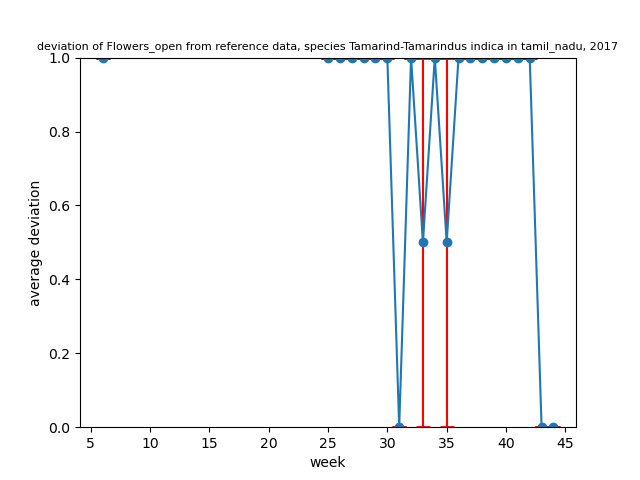 deviation of Flowers_open from reference data, species Tamarind-Tamarindus indica in tamil_nadu, 2017
1.0
0.8
0.6
0.4
0.2
0.0
average deviation
5 10 15 20 25 30 35 40 45
week